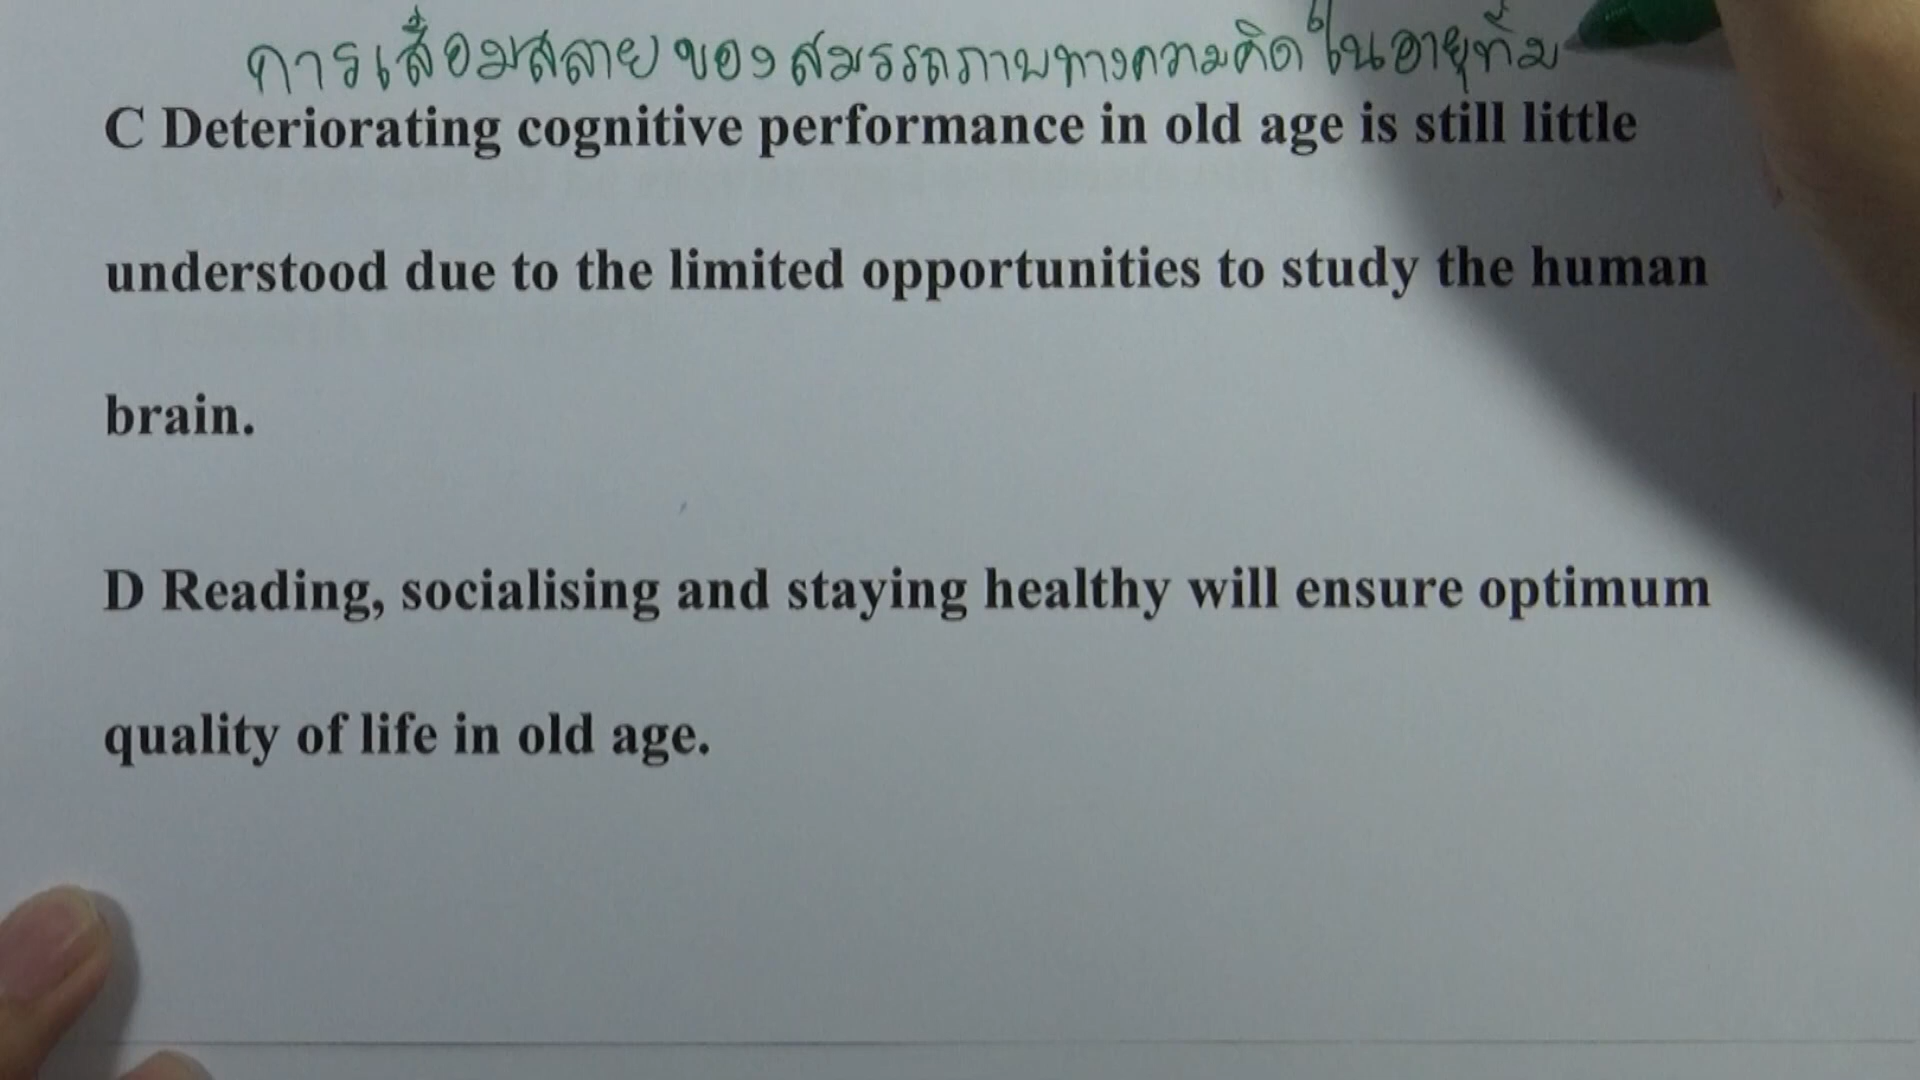 การเสื่อมสลายของสมรรถภาพทางความคิดในอายุที่ม
C Deteriorating cognitive performance in old age is still little
understood due to the limited opportunities to study the human
brain.
D Reading, socialising and staying healthy will ensure optimum
quality of life in old age.